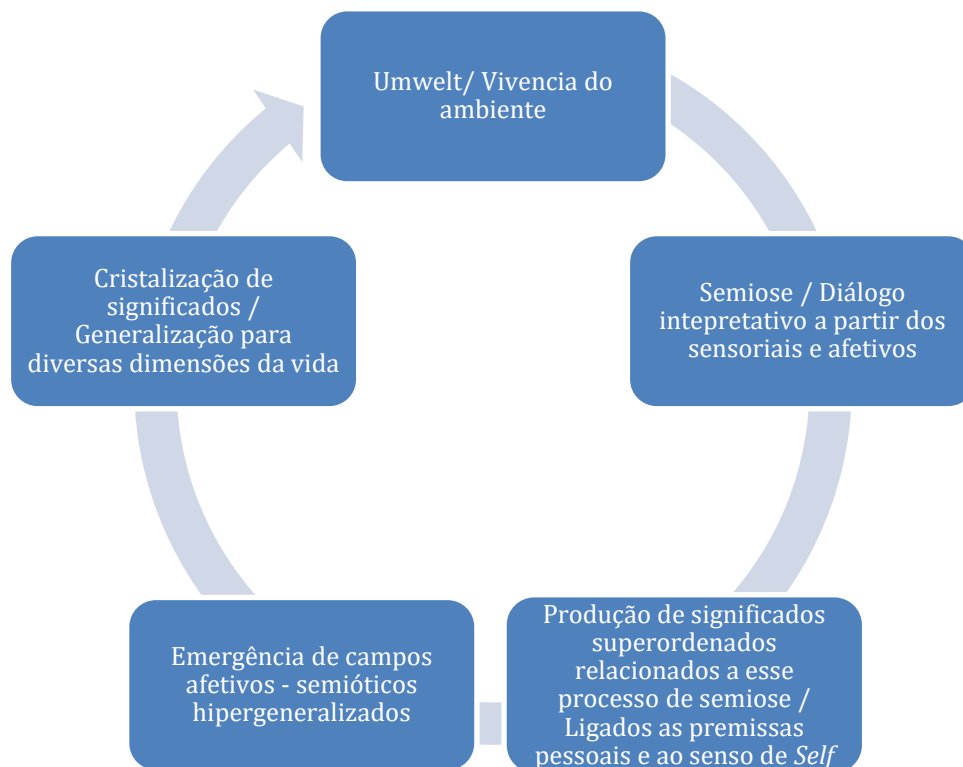 Umwelt/ Vivencia do
ambiente
Semiose / Diálogo
intepretativo a partir dos
sensoriais e afetivos
Produção de significados
superordenados
relacionados a esse
processo de semiose /
Ligados as premissas
pessoais e ao senso de Self
Emergência de campos
afetivos - semióticos
hipergeneralizados
Cristalização de
significados /
Generalização para
diversas dimensões da vida